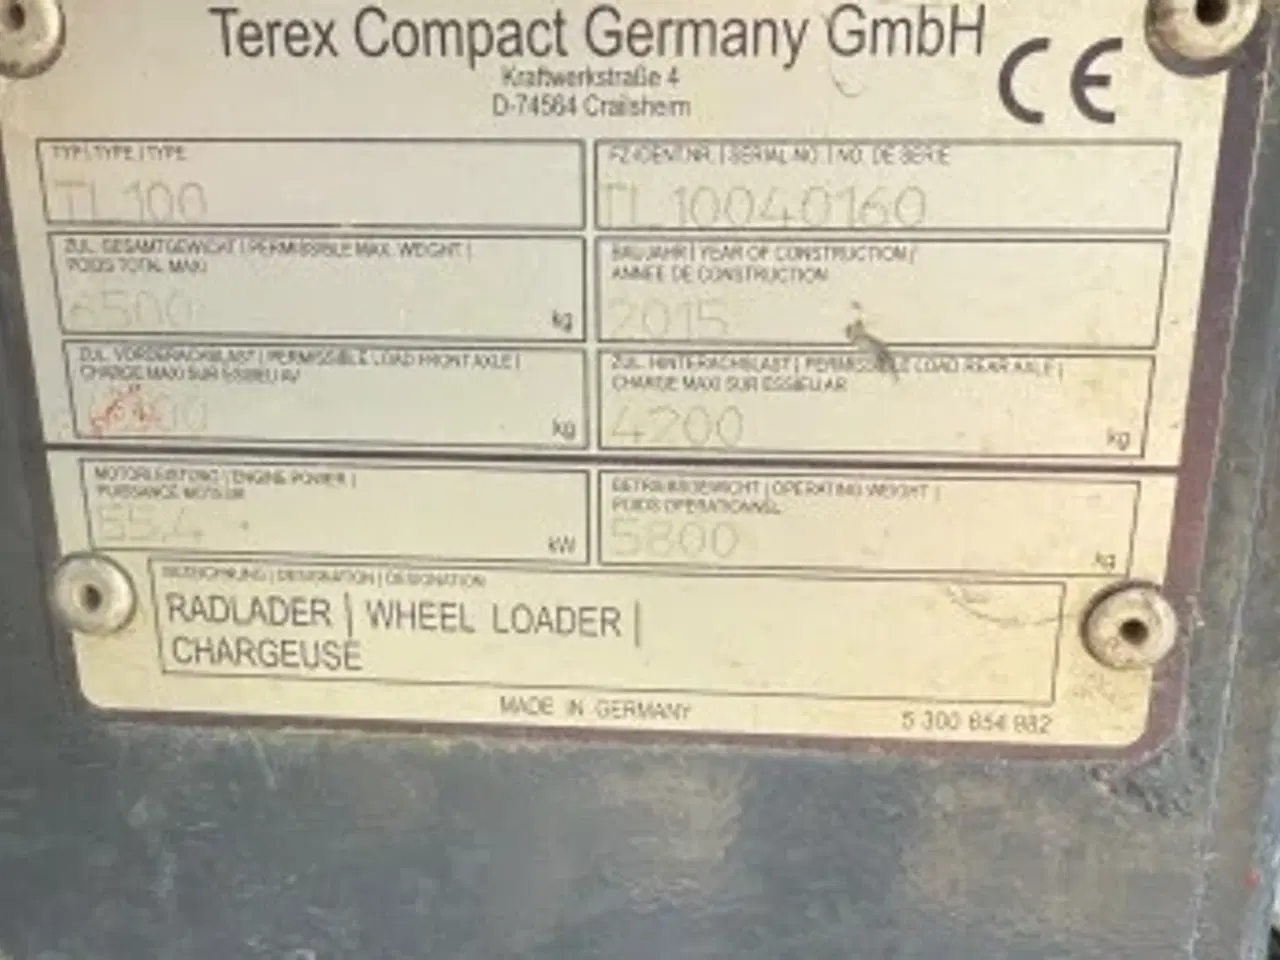 Terex Compact Germany GmbH
CE
Kraftwerkstraße 4
D-74564 Crailsheim
TYP | TYPE | TYPE
TL100
FZ-IDENT.NR. | SERIAL NO. | NO. DE SERIE
TL10040160
ZUL. GESAMTGEWICHT | PERMISSIBLE MAX. WEIGHT |
POIDS TOTAL MAXI
6500
kg
BAUJAHR | YEAR OF CONSTRUCTION /
ANNEE DE CONSTRUCTION
2015
ZUL. VORDERACHSLAST | PERMISSIBLE LOAD FRONT AXLE |
CHARGE MAXI SUR ESSIEU AV
kg
ZUL. HINTERACHSLAST | PERMISSIBLE LOAD REAR AXLE |
CHARGE MAXI SUR ESSIEU AR
4200
kg
MOTORLEISTUNG | ENGINE POWER |
PUISSANCE MOTEUR
55,4
kW
BETRIEBSGEWICHT | OPERATING WEIGHT |
POIDS OPERATIONNEL
5800
kg
BEZEICHNUNG | DESIGNATION | DESIGNATION
RADLADER | WHEEL LOADER |
CHARGEUSE
MADE IN GERMANY
5 300 654 982